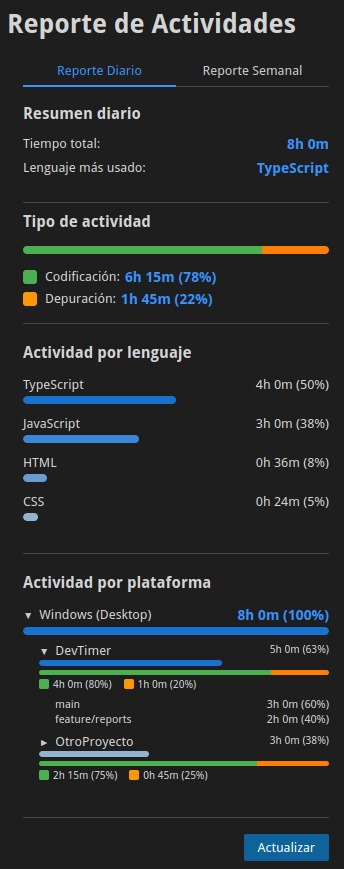 Reporte de Actividades
Reporte Diario Reporte Semanal
Resumen diario
Tiempo total: 8h 0m
Lenguaje más usado: TypeScript
Tipo de actividad
Codificación: 6h 15m (78%)
Depuración: 1h 45m (22%)
Actividad por lenguaje
TypeScript 4h 0m (50%)
JavaScript 3h 0m (38%)
HTML 0h 36m (8%)
CSS 0h 24m (5%)
Actividad por plataforma
Windows (Desktop) 8h 0m (100%)
DevTimer 5h 0m (63%)
4h 0m (80%) 1h 0m (20%)
main 3h 0m (60%)
feature/reports 2h 0m (40%)
OtroProyecto 3h 0m (38%)
2h 15m (75%) 0h 45m (25%)
Actualizar